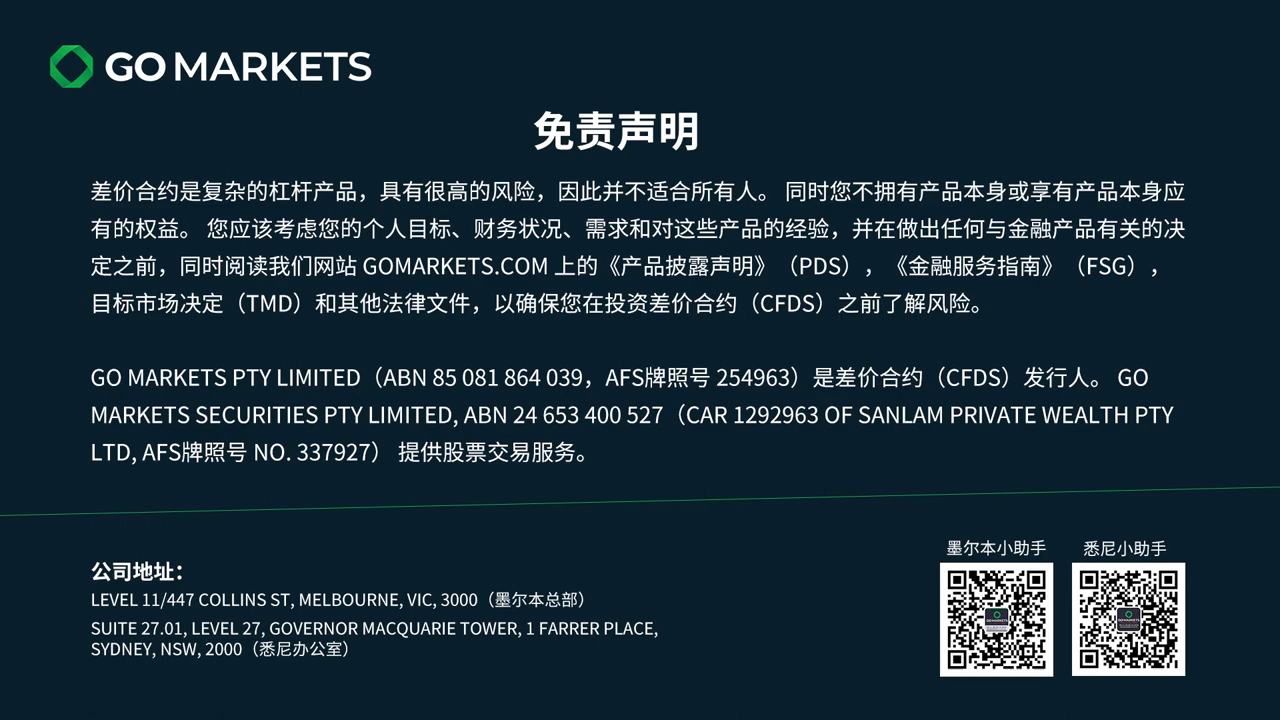 GO MARKETS
免责声明
差价合约是复杂的杠杆产品，具有很高的风险，因此并不适合所有人。 同时您不拥有产品本身或享有产品本身应
有的权益。 您应该考虑您的个人目标、财务状况、需求和对这些产品的经验，并在做出任何与金融产品有关的决
定之前，同时阅读我们网站 GOMARKETS.COM 上的《产品披露声明》（PDS），《金融服务指南》（FSG），
目标市场决定（TMD）和其他法律文件，以确保您在投资差价合约（CFDS）之前了解风险。
GO MARKETS PTY LIMITED（ABN 85 081 864 039，AFS牌照号 254963）是差价合约（CFDS）发行人。 GO
MARKETS SECURITIES PTY LIMITED, ABN 24 653 400 527（CAR 1292963 OF SANLAM PRIVATE WEALTH PTY
LTD, AFS牌照号 NO. 337927） 提供股票交易服务。
公司地址：
LEVEL 11/447 COLLINS ST, MELBOURNE, VIC, 3000（墨尔本总部）
SUITE 27.01, LEVEL 27, GOVERNOR MACQUARIE TOWER, 1 FARRER PLACE,
SYDNEY, NSW, 2000（悉尼办公室）
墨尔本小助手
悉尼小助手